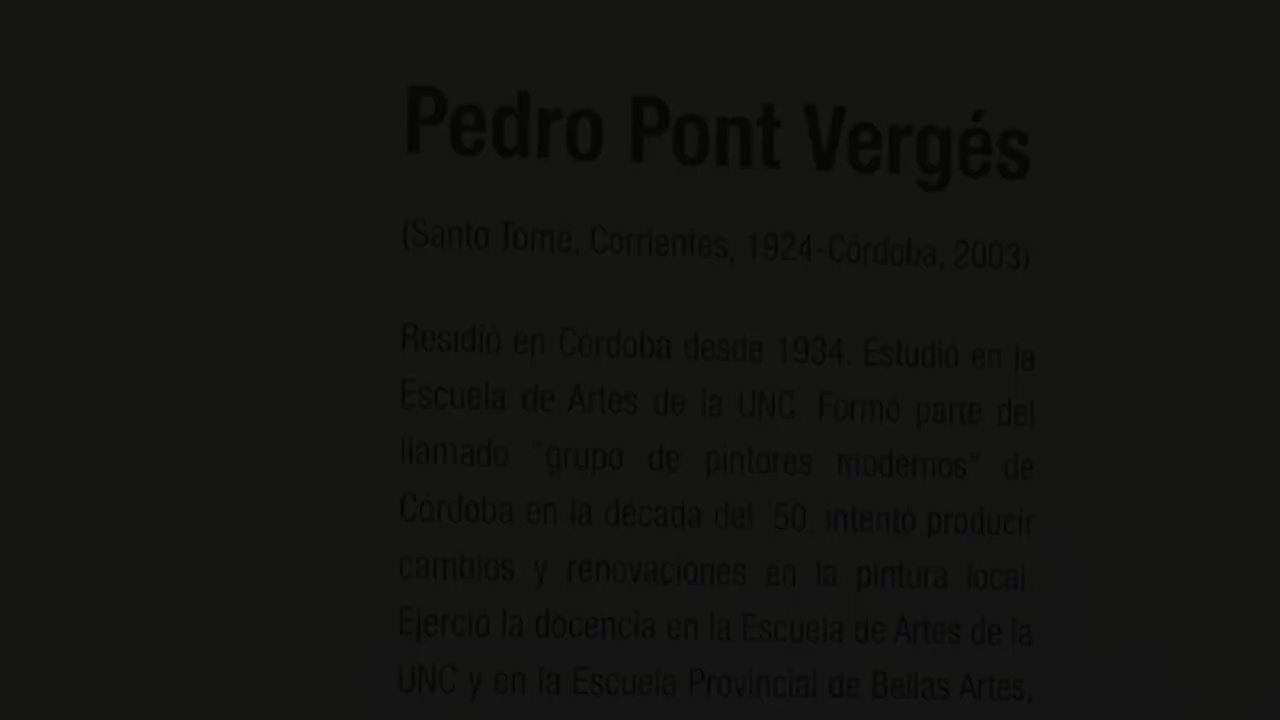 Pedro Pont Vergés
(Santo Tome, Corrientes, 1924-Córdoba, 2003)
Residió en Córdoba desde 1934. Estudió en la
Escuela de Artes de la UNC. Formó parte del
llamado "grupo de pintores modernos" de
Córdoba en la década del '50, intentó producir
cambios y renovaciones en la pintura local.
Ejerció la docencia en la Escuela de Artes de la
UNC y en la Escuela Provincial de Bellas Artes,